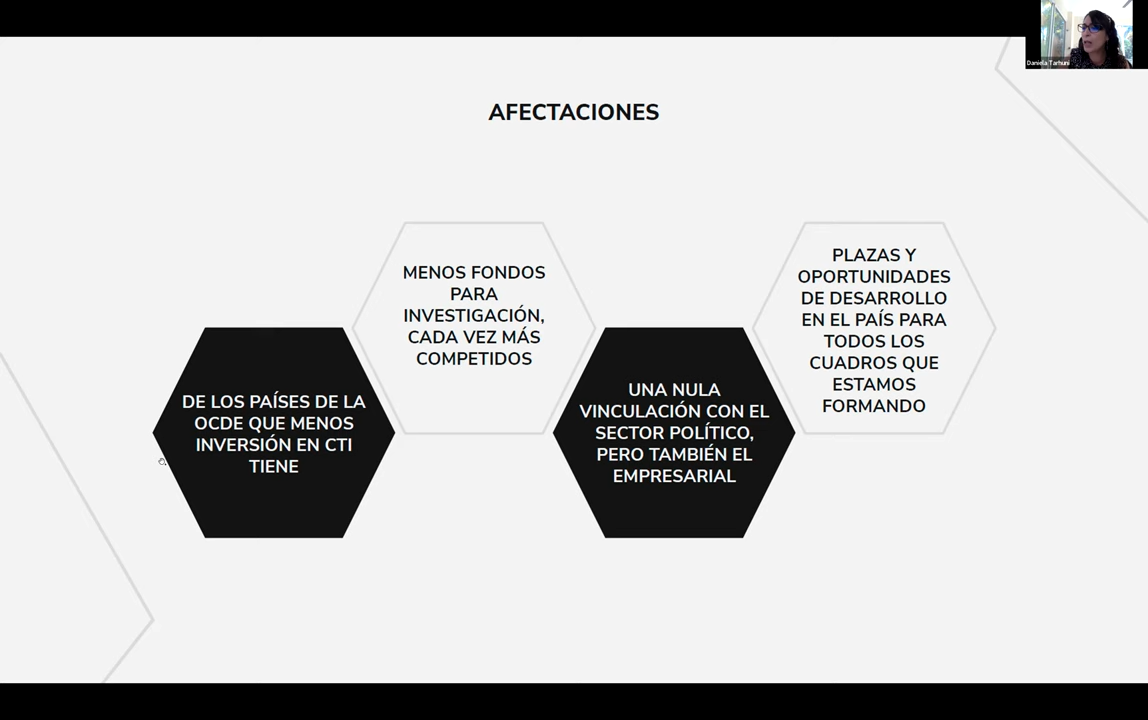 Daniela Tarhuni
AFECTACIONES
DE LOS PAÍSES DE LA
OCDE QUE MENOS
INVERSIÓN EN CTI
TIENE
MENOS FONDOS
PARA
INVESTIGACIÓN,
CADA VEZ MÁS
COMPETIDOS
UNA NULA
VINCULACIÓN CON EL
SECTOR POLÍTICO,
PERO TAMBIÉN EL
EMPRESARIAL
PLAZAS Y
OPORTUNIDADES
DE DESARROLLO
EN EL PAÍS PARA
TODOS LOS
CUADROS QUE
ESTAMOS
FORMANDO